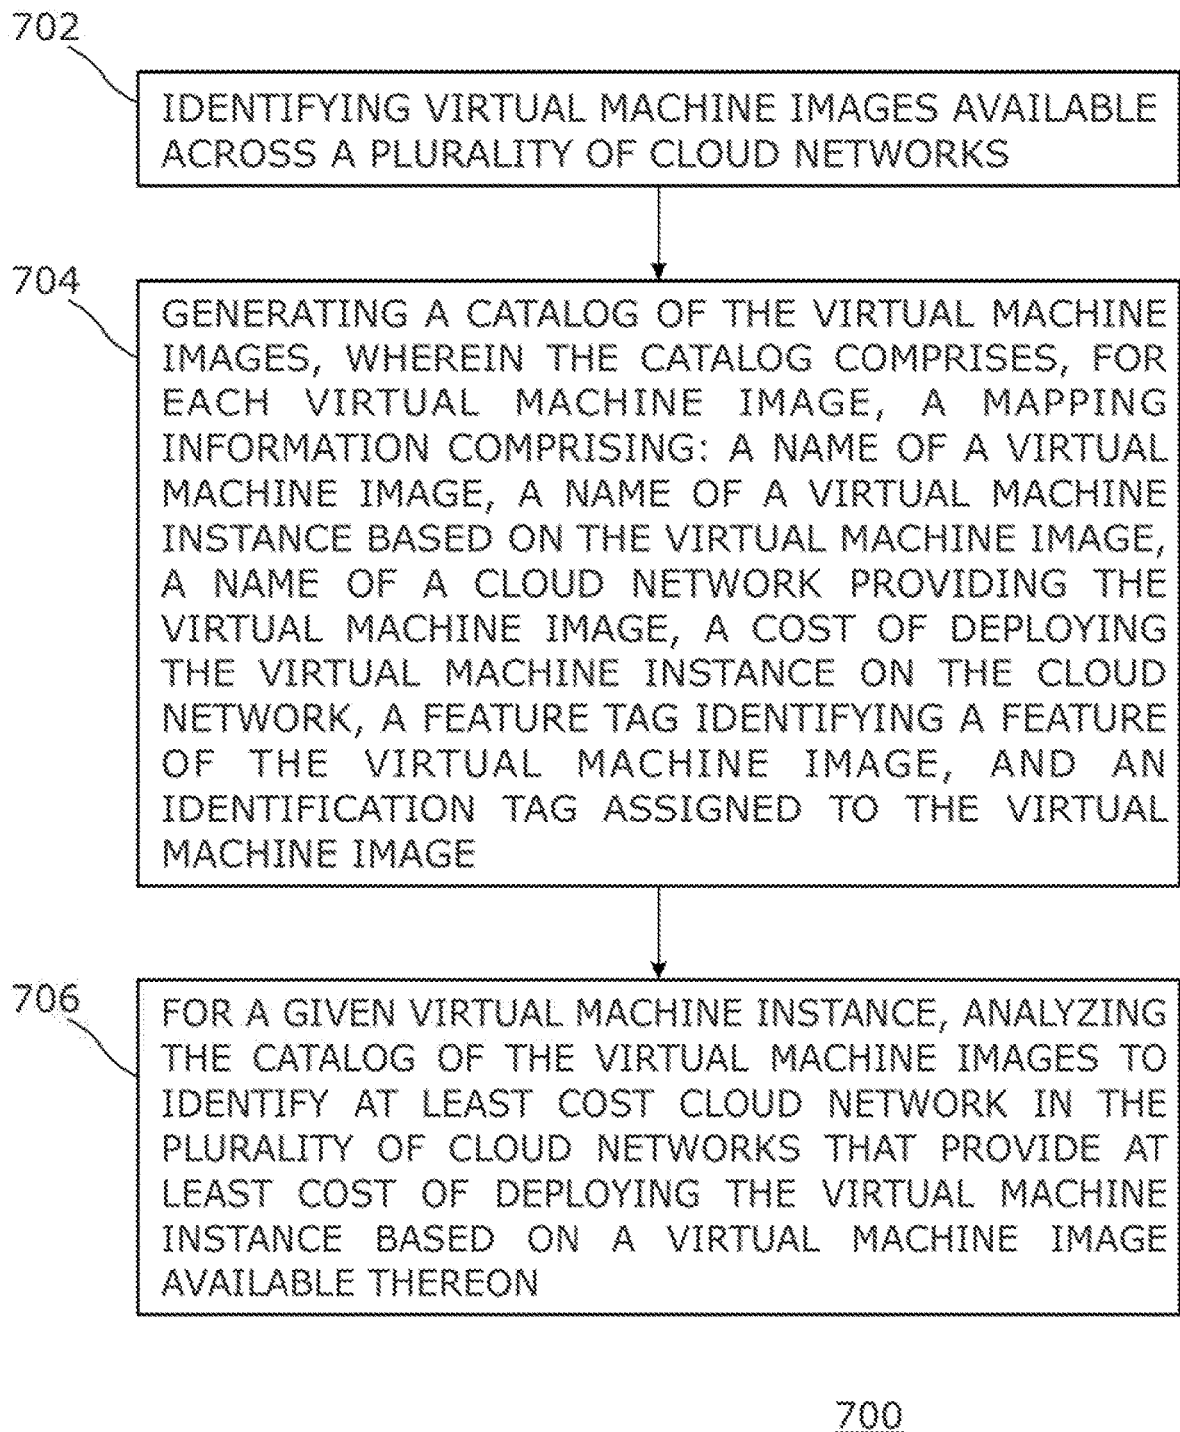 702
IDENTIFYING VIRTUAL MACHINE IMAGES AVAILABLE
ACROSS A PLURALITY OF CLOUD NETWORKS
704
GENERATING A CATALOG OF THE VIRTUAL MACHINE
IMAGES, WHEREIN THE CATALOG COMPRISES, FOR
EACH VIRTUAL MACHINE IMAGE, A MAPPING
INFORMATION COMPRISING: A NAME OF A VIRTUAL
MACHINE IMAGE, A NAME OF A VIRTUAL MACHINE
INSTANCE BASED ON THE VIRTUAL MACHINE IMAGE,
A NAME OF A CLOUD NETWORK PROVIDING THE
VIRTUAL MACHINE IMAGE, A COST OF DEPLOYING
THE VIRTUAL MACHINE INSTANCE ON THE CLOUD
NETWORK, A FEATURE TAG IDENTIFYING A FEATURE
OF THE VIRTUAL MACHINE IMAGE, AND AN
IDENTIFICATION TAG ASSIGNED TO THE VIRTUAL
MACHINE IMAGE
706
FOR A GIVEN VIRTUAL MACHINE INSTANCE, ANALYZING
THE CATALOG OF THE VIRTUAL MACHINE IMAGES TO
IDENTIFY AT LEAST COST CLOUD NETWORK IN THE
PLURALITY OF CLOUD NETWORKS THAT PROVIDE AT
LEAST COST OF DEPLOYING THE VIRTUAL MACHINE
INSTANCE BASED ON A VIRTUAL MACHINE IMAGE
AVAILABLE THEREON
700